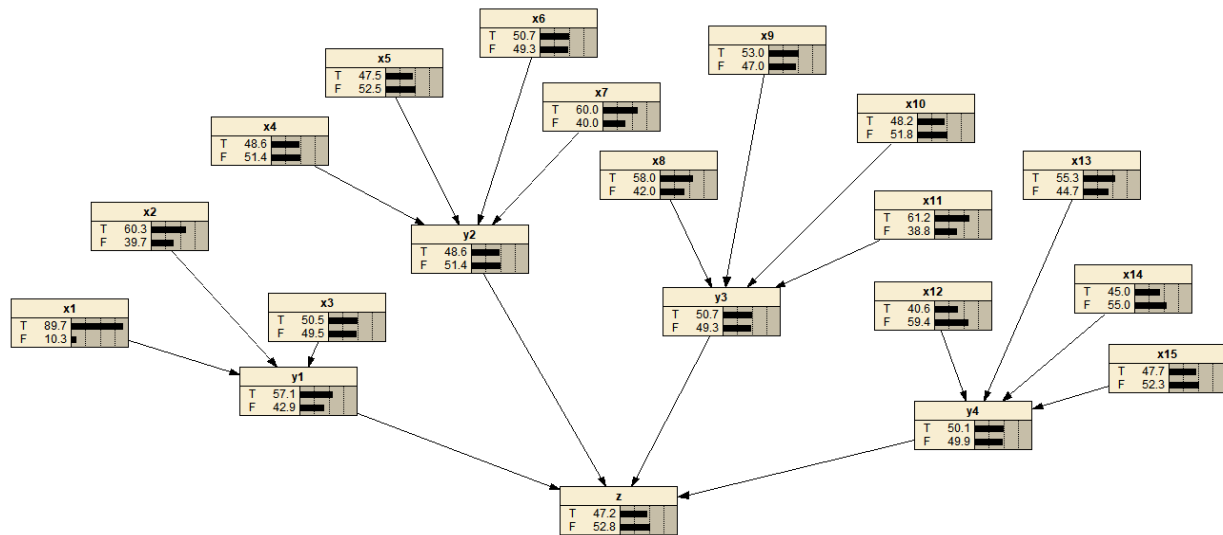 x6
T 50.7
F 49.3
x9
T 53.0
F 47.0
x5
T 47.5
F 52.5
x7
T 60.0
F 40.0
x10
T 48.2
F 51.8
x4
T 48.6
F 51.4
x8
T 58.0
F 42.0
x13
T 55.3
F 44.7
x2
T 60.3
F 39.7
x11
T 61.2
F 38.8
y2
T 48.6
F 51.4
x14
T 45.0
F 55.0
x1
T 89.7
F 10.3
x3
T 50.5
F 49.5
y3
T 50.7
F 49.3
x12
T 40.6
F 59.4
x15
T 47.7
F 52.3
y1
T 57.1
F 42.9
y4
T 50.1
F 49.9
z
T 47.2
F 52.8